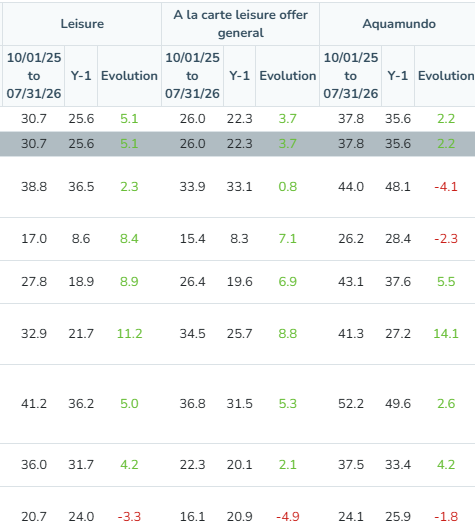 Leisure A la carte leisure offer general Aquamundo
10/01/25 to 07/31/26 Y-1 Evolution 10/01/25 to 07/31/26 Y-1 Evolution 10/01/25 to 07/31/26 Y-1 Evolution
30.7 25.6 5.1 26.0 22.3 3.7 37.8 35.6 2.2
30.7 25.6 5.1 26.0 22.3 3.7 37.8 35.6 2.2
38.8 36.5 2.3 33.9 33.1 0.8 44.0 48.1 -4.1
17.0 8.6 8.4 15.4 8.3 7.1 26.2 28.4 -2.3
27.8 18.9 8.9 26.4 19.6 6.9 43.1 37.6 5.5
32.9 21.7 11.2 34.5 25.7 8.8 41.3 27.2 14.1
41.2 36.2 5.0 36.8 31.5 5.3 52.2 49.6 2.6
36.0 31.7 4.2 22.3 20.1 2.1 37.5 33.4 4.2
20.7 24.0 -3.3 16.1 20.9 -4.9 24.1 25.9 -1.8